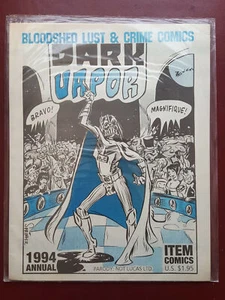 BLOODSHED LUST & CRIME COMICS
DARK
VAPOR
BRAVO!
MAGNIFIQUE!
1994
ANNUAL
PARODY: NOT LUCAS LTD.
ITEM
COMICS
U.S. $1.95